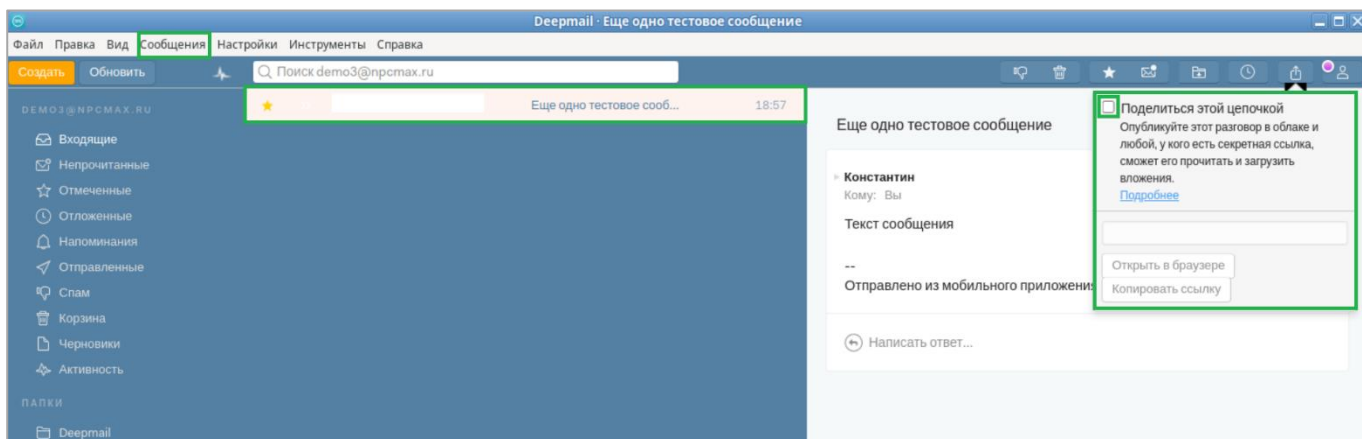 Deepmail · Еще одно тестовое сообщение
Файл Правка Вид Сообщения Настройки Инструменты Справка
Создать Обновить Поиск demo3@npcmax.ru
DEMO3@NPCMAX.RU
Входящие
Непрочитанные
Отмеченные
Отложенные
Напоминания
Отправленные
Спам
Корзина
Черновики
Активность
ПАПКИ
Deepmail
Еще одно тестовое сооб... 18:57
Еще одно тестовое сообщение
Константин
Кому: Вы
Текст сообщения
--
Отправлено из мобильного приложения
Написать ответ...
Поделиться этой цепочкой
Опубликуйте этот разговор в облаке и
любой, у кого есть секретная ссылка,
сможет его прочитать и загрузить
вложения.
Подробнее
Открыть в браузере
Копировать ссылку